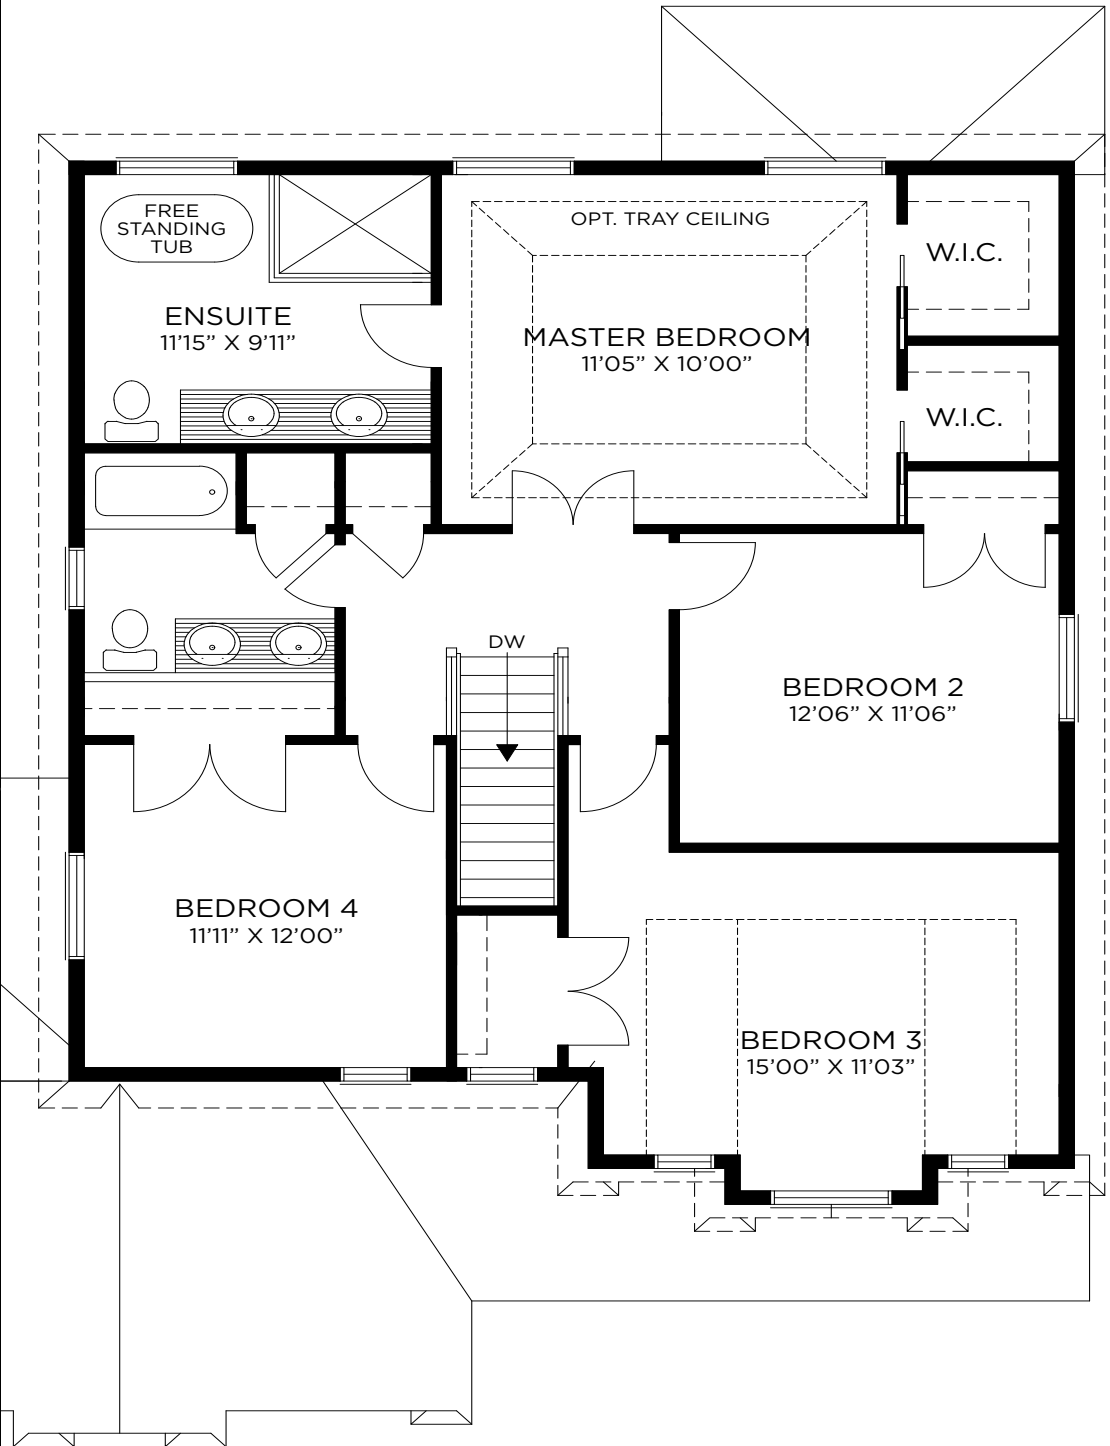 FREE
STANDING
TUB
OPT. TRAY CEILING
W.I.C.
ENSUITE
11'15” X 9'11”
MASTER BEDROOM
11'05” X 10'00”
W.I.C.
DW
BEDROOM 2
12'06” X 11'06”
BEDROOM 4
11'11” X 12'00”
BEDROOM 3
15'00” X 11'03”